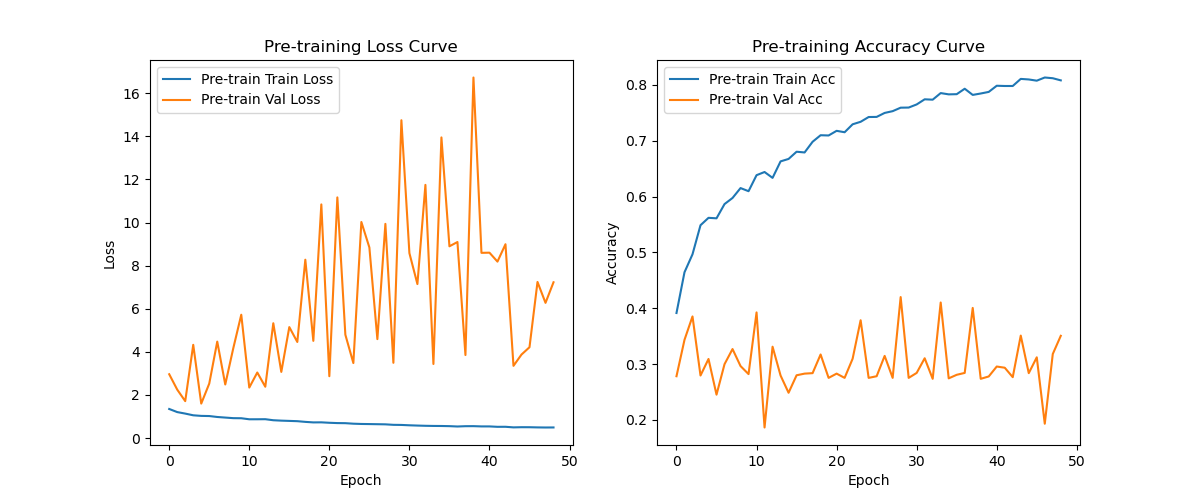 Pre-training Loss Curve
Pre-train Train Loss
Pre-train Val Loss
16
14
12
10
8
6
4
2
0
Loss
0 10 20 30 40 50
Epoch
Pre-training Accuracy Curve
Pre-train Train Acc
Pre-train Val Acc
0.8
0.7
0.6
0.5
0.4
0.3
0.2
Accuracy
0 10 20 30 40 50
Epoch